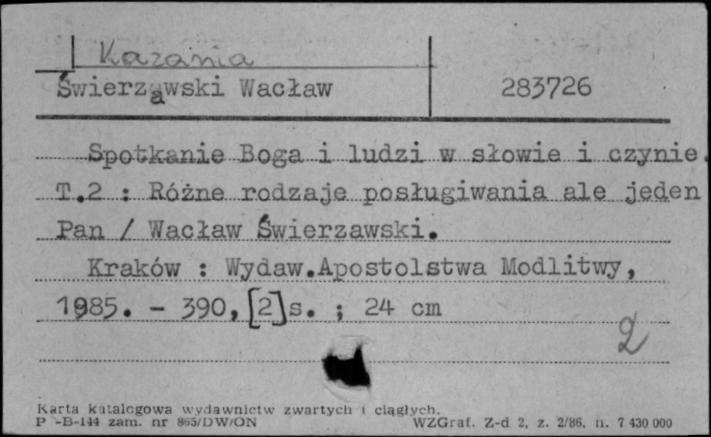 Kazania
Świerzawski Wacław 283726
Spotkanie Boga i ludzi w słowie i czynie.
T.2 : Różne rodzaje posługiwania ale jeden
Pan / Wacław Świerzawski.
Kraków : Wydaw.Apostolstwa Modlitwy,
1985. - 390,[2]s. ; 24 cm
2
Karta katalogowa wydawnictw zwartych i ciągłych.
P -B-144 zam. nr 865/DW/ON WZGraf. Z-d 2, z. 2/86, n. 7 430 000